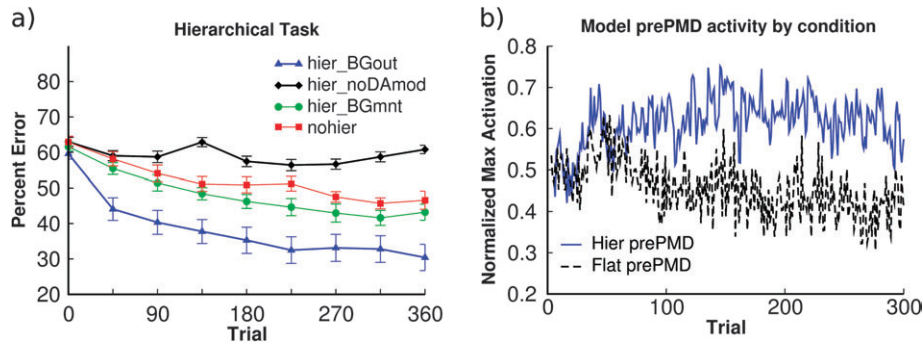 a)
Hierarchical Task
hier_BGout
hier_noDAmod
hier_BGmnt
nohier
Percent Error
80
70
60
50
40
30
20
0 90 180 270 360
Trial
b)
Model prePMD activity by condition
Normalized Max Activation
0.8
0.7
0.6
0.5
0.4
0.3
0.2
Hier prePMD
Flat prePMD
0 100 200 300
Trial